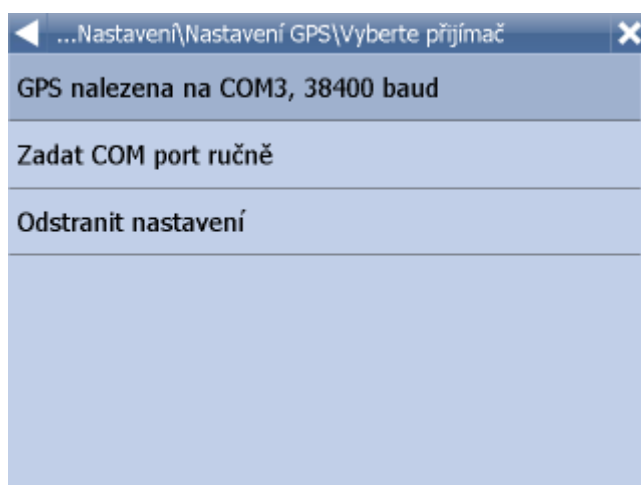 ...Nastavení\Nastavení GPS\Vyberte přijímač
GPS nalezena na COM3, 38400 baud
Zadat COM port ručně
Odstranit nastavení